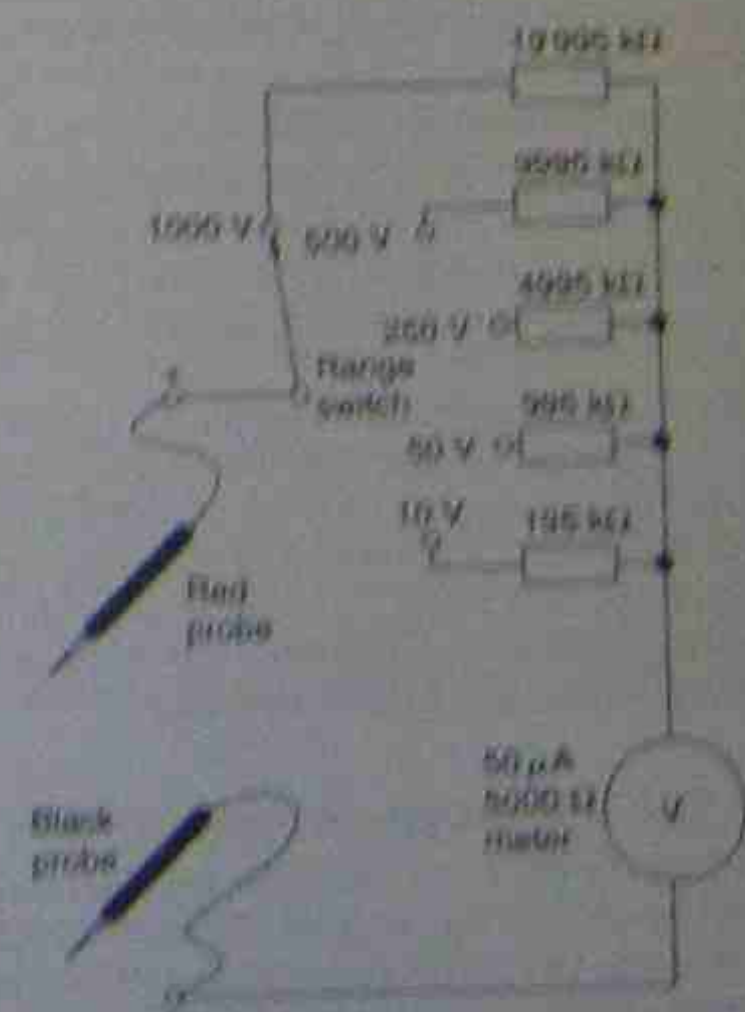 19 995 kΩ
9995 kΩ
1000 V
500 V
4995 kΩ
250 V
Range
switch
995 kΩ
50 V
10 V
195 kΩ
Red
probe
50 μA
5000 Ω
meter
V
Black
probe